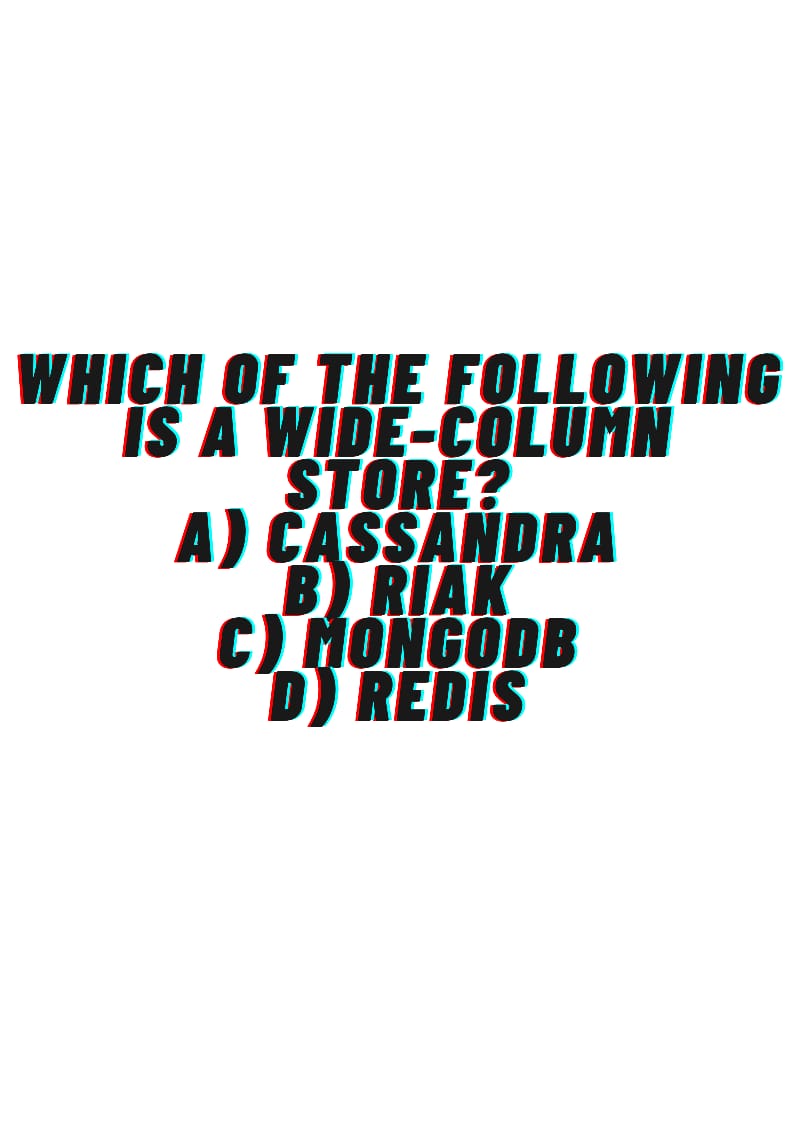 WHICH OF THE FOLLOWING
IS A WIDE-COLUMN
STORE?
A) CASSANDRA
B) RIAK
C) MONGODB
D) REDIS